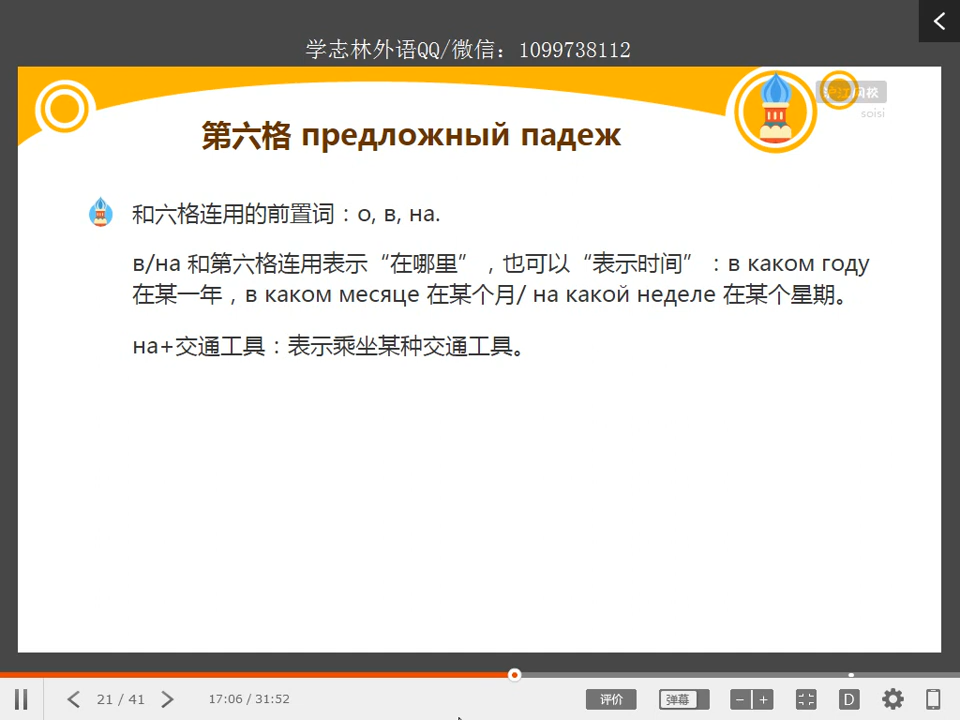 学志林外语QQ/微信：1099738112
沪江网校
soisi
第六格 предложный падеж
和六格连用的前置词：о, в, на.
в/на 和第六格连用表示“在哪里”，也可以“表示时间”：в каком году
在某一年，в каком месяце 在某个月/ на какой неделе 在某个星期。
на+交通工具：表示乘坐某种交通工具。
21 / 41
17:06 / 31:52
评价
弹幕
D